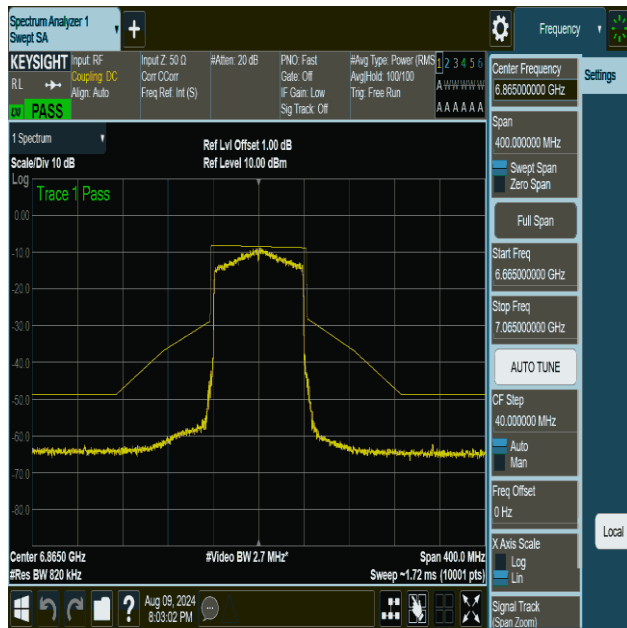 Spectrum Analyzer 1
Swept SA
+
Frequency
KEYSIGHT
RL
PASS
Input: RF
Coupling: DC
Align: Auto
Input Z: 50 Ω
Corr CCorr
Freq Ref: Int (S)
#Atten: 20 dB
PNO: Fast
Gate: Off
IF Gain: Low
Sig Track: Off
#Avg Type: Power (RMS
Avg|Hold: 100/100
Trig: Free Run
1 2 3 4 5 6
A W W W W W
A A A A A A
1 Spectrum
Scale/Div 10 dB
Ref Lvl Offset 1.00 dB
Ref Level 10.00 dBm
Log
Trace 1 Pass
0.00
-10.0
-20.0
-30.0
-40.0
-50.0
-60.0
-70.0
-80.0
Center 6.8650 GHz
#Res BW 820 kHz
#Video BW 2.7 MHz*
Span 400.0 MHz
Sweep ~1.72 ms (10001 pts)
Aug 09, 2024
8:03:02 PM
Center Frequency
6.865000000 GHz
Settings
Span
400.000000 MHz
Swept Span
Zero Span
Full Span
Start Freq
6.665000000 GHz
Stop Freq
7.065000000 GHz
AUTO TUNE
CF Step
40.000000 MHz
Auto
Man
Freq Offset
0 Hz
X Axis Scale
Log
Lin
Local
Signal Track
(Span Zoom)